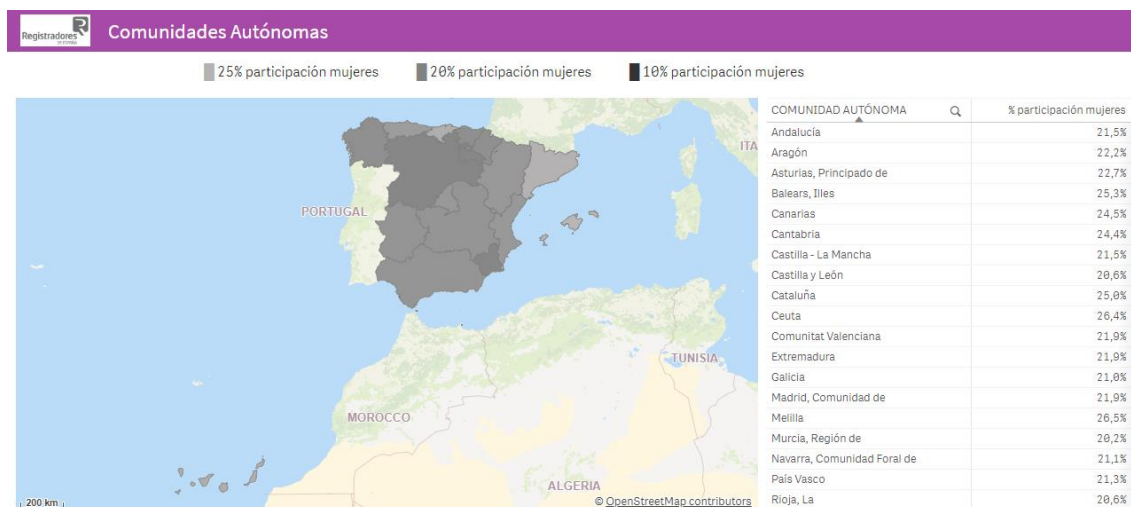 Registradores
DE ESPAÑA
Comunidades Autónomas
25% participación mujeres
20% participación mujeres
10% participación mujeres
ITA
PORTUGAL
TUNISIA
MOROCCO
ALGERIA
200 km
© OpenStreetMap contributors
COMUNIDAD AUTÓNOMA % participación mujeres
Andalucía 21,5%
Aragón 22,2%
Asturias, Principado de 22,7%
Balears, Illes 25,3%
Canarias 24,5%
Cantabria 24,4%
Castilla - La Mancha 21,5%
Castilla y León 20,6%
Cataluña 25,0%
Ceuta 26,4%
Comunitat Valenciana 21,9%
Extremadura 21,9%
Galicia 21,0%
Madrid, Comunidad de 21,9%
Melilla 26,5%
Murcia, Región de 20,2%
Navarra, Comunidad Foral de 21,1%
País Vasco 21,3%
Rioja, La 20,6%